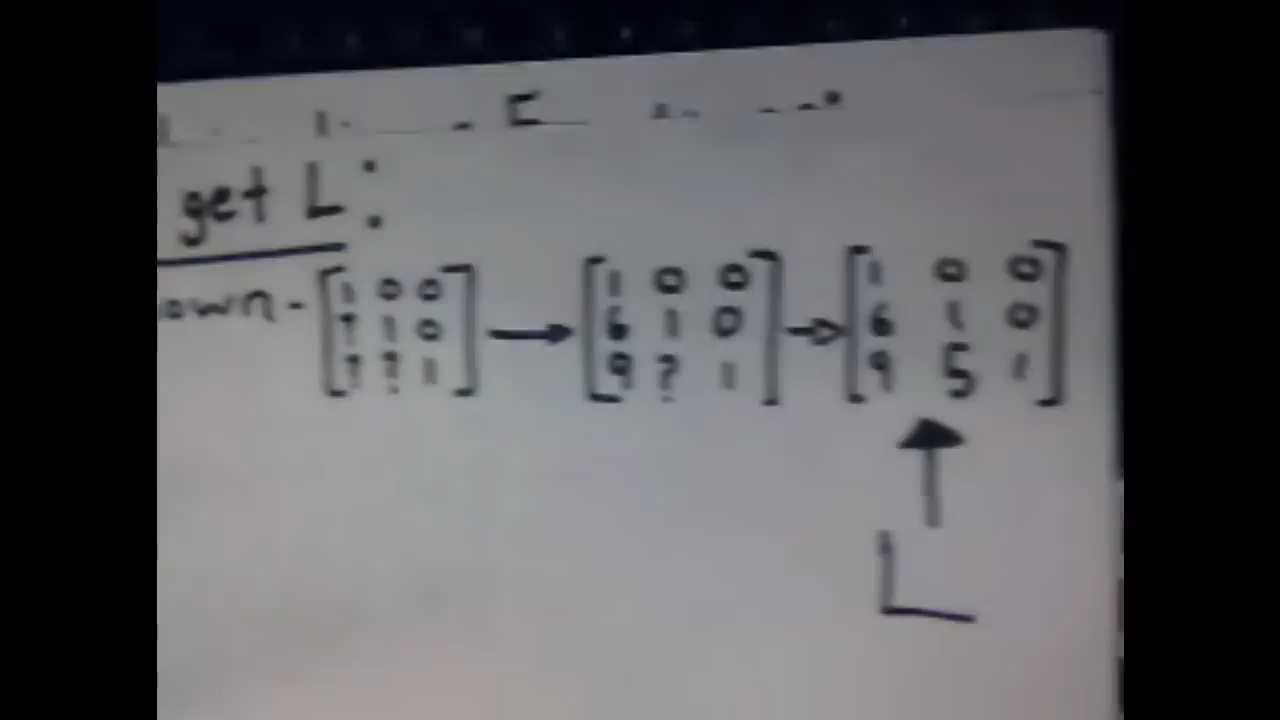 get L:
own- [1 0 0] → [1 0 0] → [1 0 0]
[? 1 0] [6 1 0] [6 1 0]
[? ? 1] [9 ? 1] [9 5 1]
L